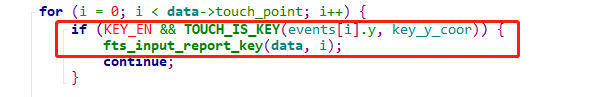 for (i = 0; i < data->touch_point; i++) {
if (KEY_EN && TOUCH_IS_KEY(events[i].y, key_y_coor)) {
fts_input_report_key(data, i);
continue;
}